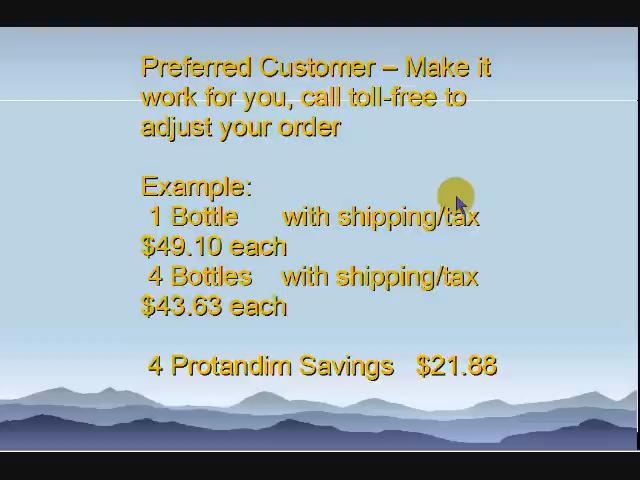 Preferred Customer – Make it
work for you, call toll-free to
adjust your order
Example:
1 Bottle with shipping/tax
$49.10 each
4 Bottles with shipping/tax
$43.63 each
4 Protandim Savings $21.88